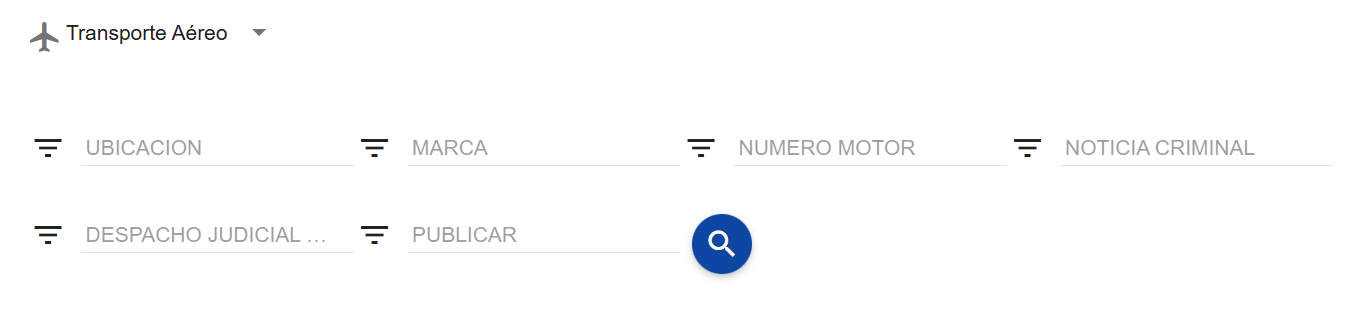 Transporte Aéreo
UBICACION MARCA NUMERO MOTOR NOTICIA CRIMINAL
DESPACHO JUDICIAL ... PUBLICAR